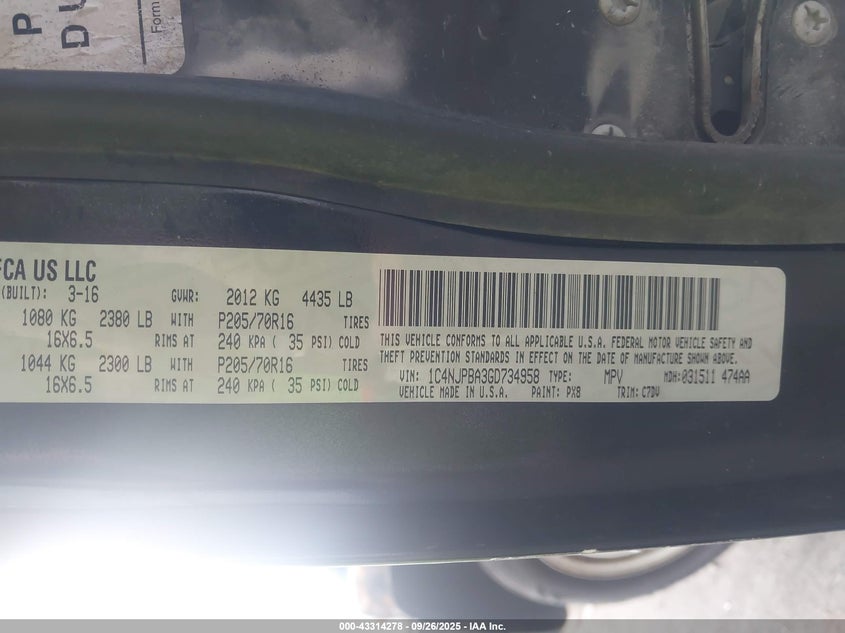 P
DU
Form
FCA US LLC
(BUILT): 3-16 GVWR: 2012 KG 4435 LB
1080 KG 2380 LB WITH P205/70R16 TIRES
16X6.5 RIMS AT 240 KPA ( 35 PSI) COLD
1044 KG 2300 LB WITH P205/70R16 TIRES
16X6.5 RIMS AT 240 KPA ( 35 PSI) COLD
THIS VEHICLE CONFORMS TO ALL APPLICABLE U.S.A. FEDERAL MOTOR VEHICLE SAFETY AND
THEFT PREVENTION STANDARDS IN EFFECT ON THE DATE OF MANUFACTURE SHOWN ABOVE.
VIN: 1C4NJPBA3GD734958 TYPE: MPV MDH:031511 474AA
VEHICLE MADE IN U.S.A. PAINT: PX8 TRIM: C7DV
000-43314278 - 09/26/2025 - IAA Inc.